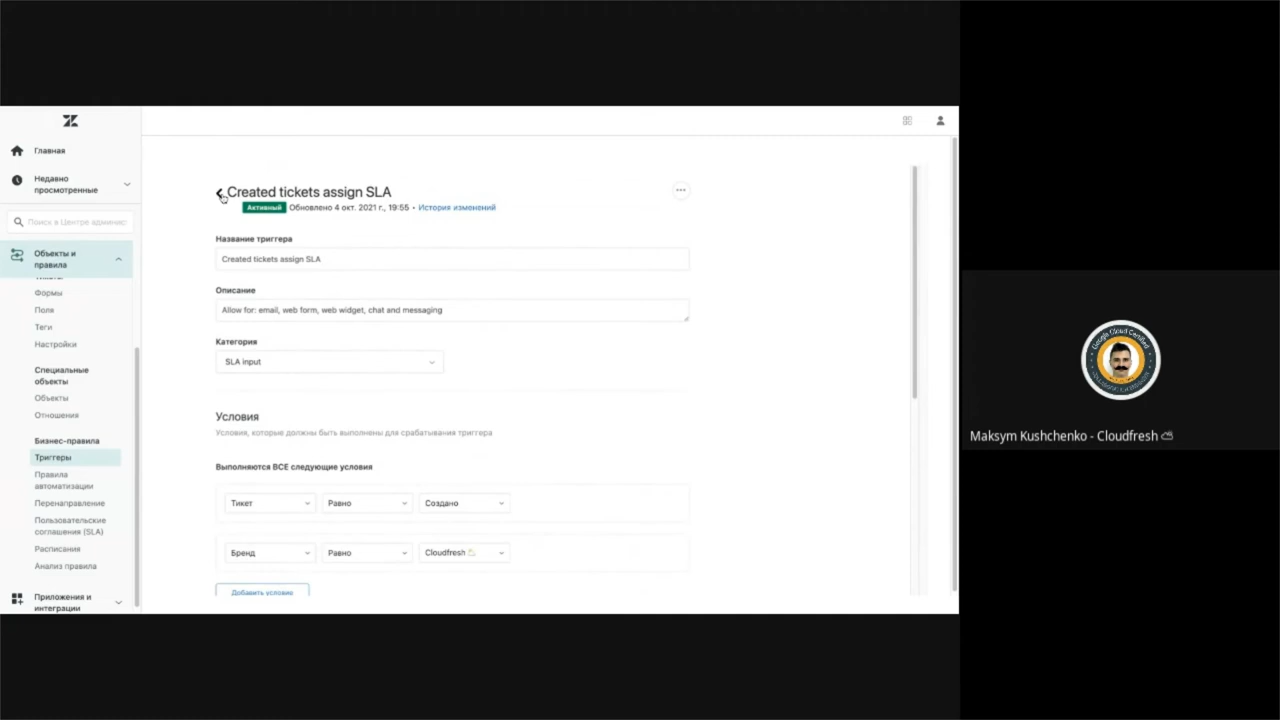 Главная
Недавно
просмотренные
Поиск в Центре админис
Объекты и
правила
Формы
Поля
Теги
Настройки
Специальные
объекты
Объекты
Отношения
Бизнес-правила
Триггеры
Правила
автоматизации
Перенаправление
Пользовательские
соглашения (SLA)
Расписания
Анализ правила
Приложения и
интеграции
Created tickets assign SLA
Активный Обновлено 4 окт. 2021 г., 19:55 • История изменений
Название триггера
Created tickets assign SLA
Описание
Allow for: email, web form, web widget, chat and messaging
Категория
SLA input
Условия
Условия, которые должны быть выполнены для срабатывания триггера
Выполняются ВСЕ следующие условия
Тикет Равно Создано
Бренд Равно Cloudfresh
Добавить условие
Maksym Kushchenko - Cloudfresh